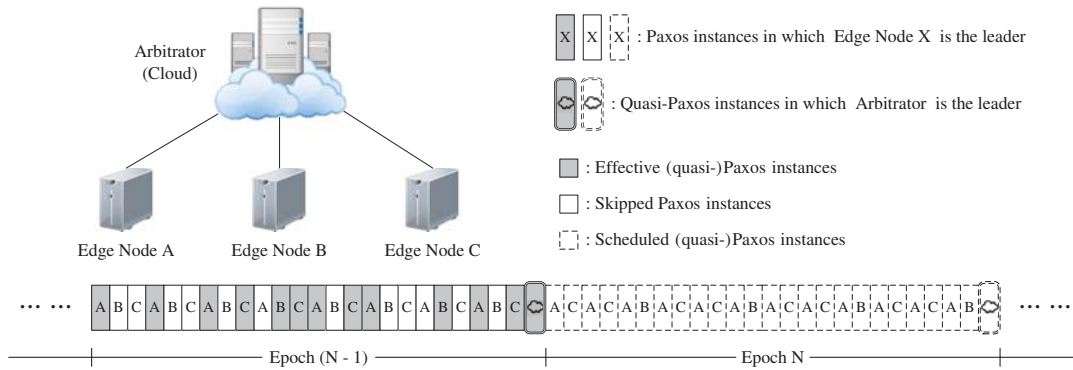 Arbitrator
(Cloud)
Edge Node A
Edge Node B
Edge Node C
X X X : Paxos instances in which Edge Node X is the leader
: Quasi-Paxos instances in which Arbitrator is the leader
: Effective (quasi-)Paxos instances
: Skipped Paxos instances
: Scheduled (quasi-)Paxos instances
... ... A B C A B C A B C A B C A B C A B C A B C A B C A C A C A B A C A C A B A C A C A B A C A C A B ... ...
Epoch (N - 1)
Epoch N